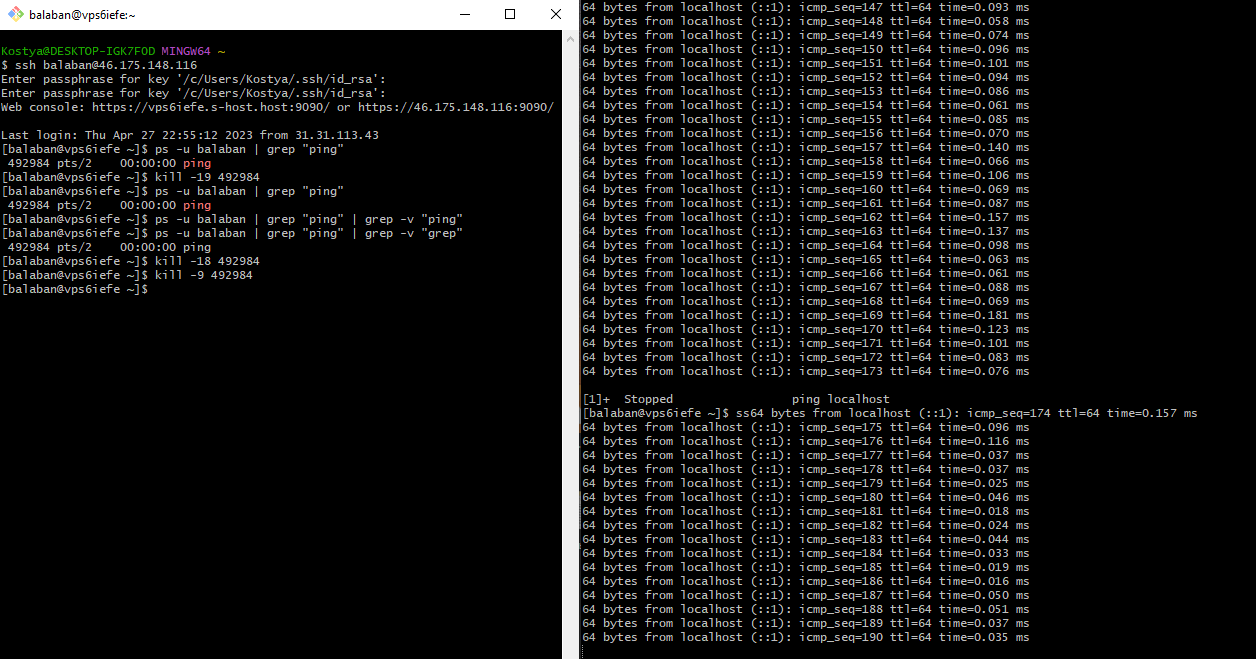 balaban@vps6iefe:~
Kostya@DESKTOP-IGK7FOD MINGW64 ~
$ ssh balaban@46.175.148.116
Enter passphrase for key '/c/Users/Kostya/.ssh/id_rsa':
Enter passphrase for key '/c/Users/Kostya/.ssh/id_rsa':
Web console: https://vps6iefe.s-host.host:9090/ or https://46.175.148.116:9090/
Last login: Thu Apr 27 22:55:12 2023 from 31.31.113.43
[balaban@vps6iefe ~]$ ps -u balaban | grep "ping"
492984 pts/2    00:00:00 ping
[balaban@vps6iefe ~]$ kill -19 492984
[balaban@vps6iefe ~]$ ps -u balaban | grep "ping"
492984 pts/2    00:00:00 ping
[balaban@vps6iefe ~]$ ps -u balaban | grep "ping" | grep -v "ping"
[balaban@vps6iefe ~]$ ps -u balaban | grep "ping" | grep -v "grep"
492984 pts/2    00:00:00 ping
[balaban@vps6iefe ~]$ kill -18 492984
[balaban@vps6iefe ~]$ kill -9 492984
[balaban@vps6iefe ~]$
64 bytes from localhost (::1): icmp_seq=147 ttl=64 time=0.093 ms
64 bytes from localhost (::1): icmp_seq=148 ttl=64 time=0.058 ms
64 bytes from localhost (::1): icmp_seq=149 ttl=64 time=0.074 ms
64 bytes from localhost (::1): icmp_seq=150 ttl=64 time=0.096 ms
64 bytes from localhost (::1): icmp_seq=151 ttl=64 time=0.101 ms
64 bytes from localhost (::1): icmp_seq=152 ttl=64 time=0.094 ms
64 bytes from localhost (::1): icmp_seq=153 ttl=64 time=0.086 ms
64 bytes from localhost (::1): icmp_seq=154 ttl=64 time=0.061 ms
64 bytes from localhost (::1): icmp_seq=155 ttl=64 time=0.085 ms
64 bytes from localhost (::1): icmp_seq=156 ttl=64 time=0.070 ms
64 bytes from localhost (::1): icmp_seq=157 ttl=64 time=0.140 ms
64 bytes from localhost (::1): icmp_seq=158 ttl=64 time=0.066 ms
64 bytes from localhost (::1): icmp_seq=159 ttl=64 time=0.106 ms
64 bytes from localhost (::1): icmp_seq=160 ttl=64 time=0.069 ms
64 bytes from localhost (::1): icmp_seq=161 ttl=64 time=0.087 ms
64 bytes from localhost (::1): icmp_seq=162 ttl=64 time=0.157 ms
64 bytes from localhost (::1): icmp_seq=163 ttl=64 time=0.137 ms
64 bytes from localhost (::1): icmp_seq=164 ttl=64 time=0.098 ms
64 bytes from localhost (::1): icmp_seq=165 ttl=64 time=0.063 ms
64 bytes from localhost (::1): icmp_seq=166 ttl=64 time=0.061 ms
64 bytes from localhost (::1): icmp_seq=167 ttl=64 time=0.088 ms
64 bytes from localhost (::1): icmp_seq=168 ttl=64 time=0.069 ms
64 bytes from localhost (::1): icmp_seq=169 ttl=64 time=0.181 ms
64 bytes from localhost (::1): icmp_seq=170 ttl=64 time=0.123 ms
64 bytes from localhost (::1): icmp_seq=171 ttl=64 time=0.101 ms
64 bytes from localhost (::1): icmp_seq=172 ttl=64 time=0.083 ms
64 bytes from localhost (::1): icmp_seq=173 ttl=64 time=0.076 ms
[1]+  Stopped                 ping localhost
[balaban@vps6iefe ~]$ ss64 bytes from localhost (::1): icmp_seq=174 ttl=64 time=0.157 ms
64 bytes from localhost (::1): icmp_seq=175 ttl=64 time=0.096 ms
64 bytes from localhost (::1): icmp_seq=176 ttl=64 time=0.116 ms
64 bytes from localhost (::1): icmp_seq=177 ttl=64 time=0.037 ms
64 bytes from localhost (::1): icmp_seq=178 ttl=64 time=0.037 ms
64 bytes from localhost (::1): icmp_seq=179 ttl=64 time=0.025 ms
64 bytes from localhost (::1): icmp_seq=180 ttl=64 time=0.046 ms
64 bytes from localhost (::1): icmp_seq=181 ttl=64 time=0.018 ms
64 bytes from localhost (::1): icmp_seq=182 ttl=64 time=0.024 ms
64 bytes from localhost (::1): icmp_seq=183 ttl=64 time=0.044 ms
64 bytes from localhost (::1): icmp_seq=184 ttl=64 time=0.033 ms
64 bytes from localhost (::1): icmp_seq=185 ttl=64 time=0.019 ms
64 bytes from localhost (::1): icmp_seq=186 ttl=64 time=0.016 ms
64 bytes from localhost (::1): icmp_seq=187 ttl=64 time=0.050 ms
64 bytes from localhost (::1): icmp_seq=188 ttl=64 time=0.051 ms
64 bytes from localhost (::1): icmp_seq=189 ttl=64 time=0.037 ms
64 bytes from localhost (::1): icmp_seq=190 ttl=64 time=0.035 ms